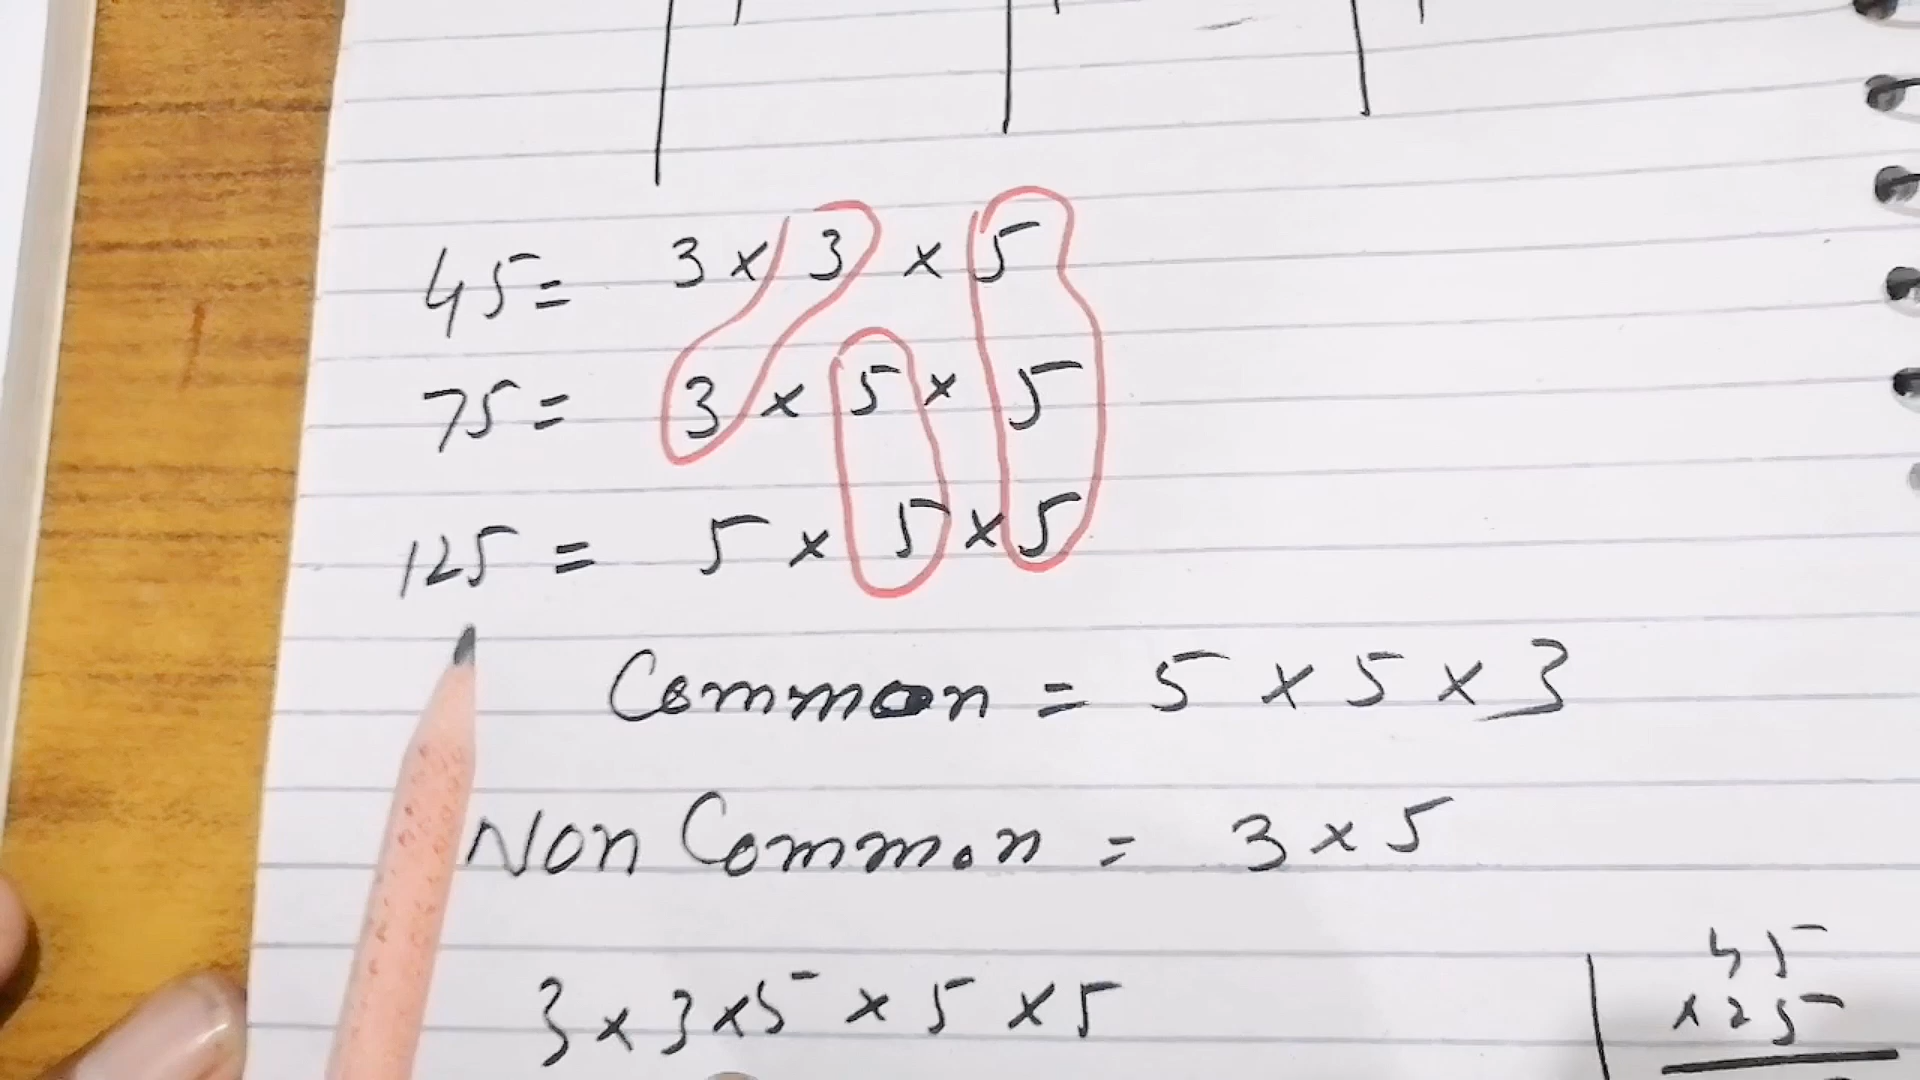 45= 3 × 3 × 5
75= 3 × 5 × 5
125 = 5 × 5 × 5
Common = 5 × 5 × 3
Non Common = 3 × 5
3 × 3 × 5 × 5 × 5
45
×25